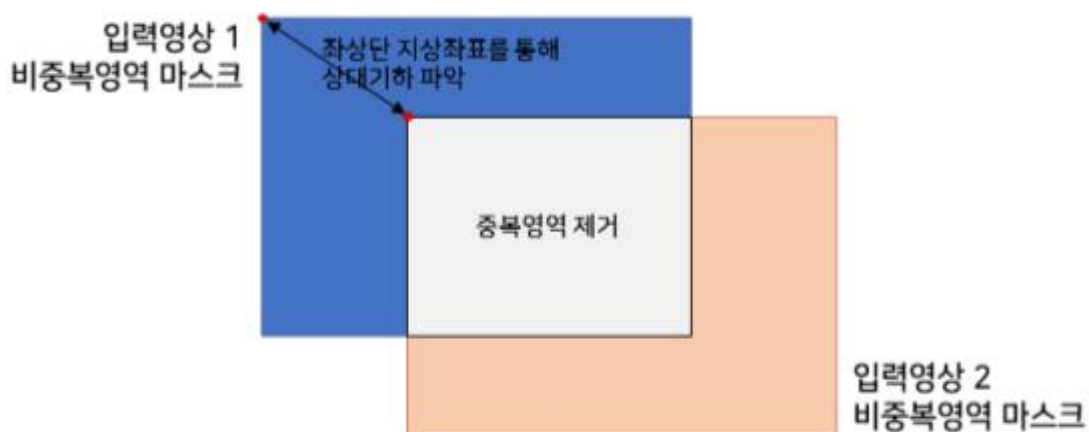 입력영상 1
비중복영역 마스크
좌상단 지상좌표를 통해
상대기하 파악
중복영역 제거
입력영상 2
비중복영역 마스크